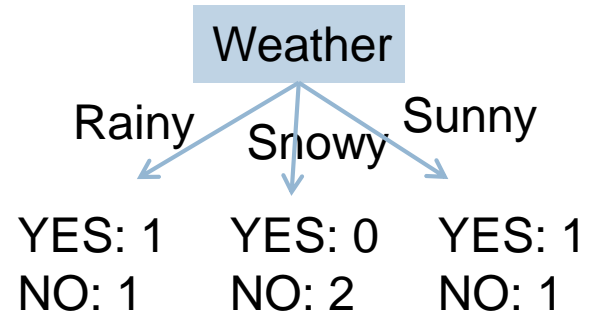 Weather
Rainy
Snowy
Sunny
YES: 1
NO: 1
YES: 0
NO: 2
YES: 1
NO: 1